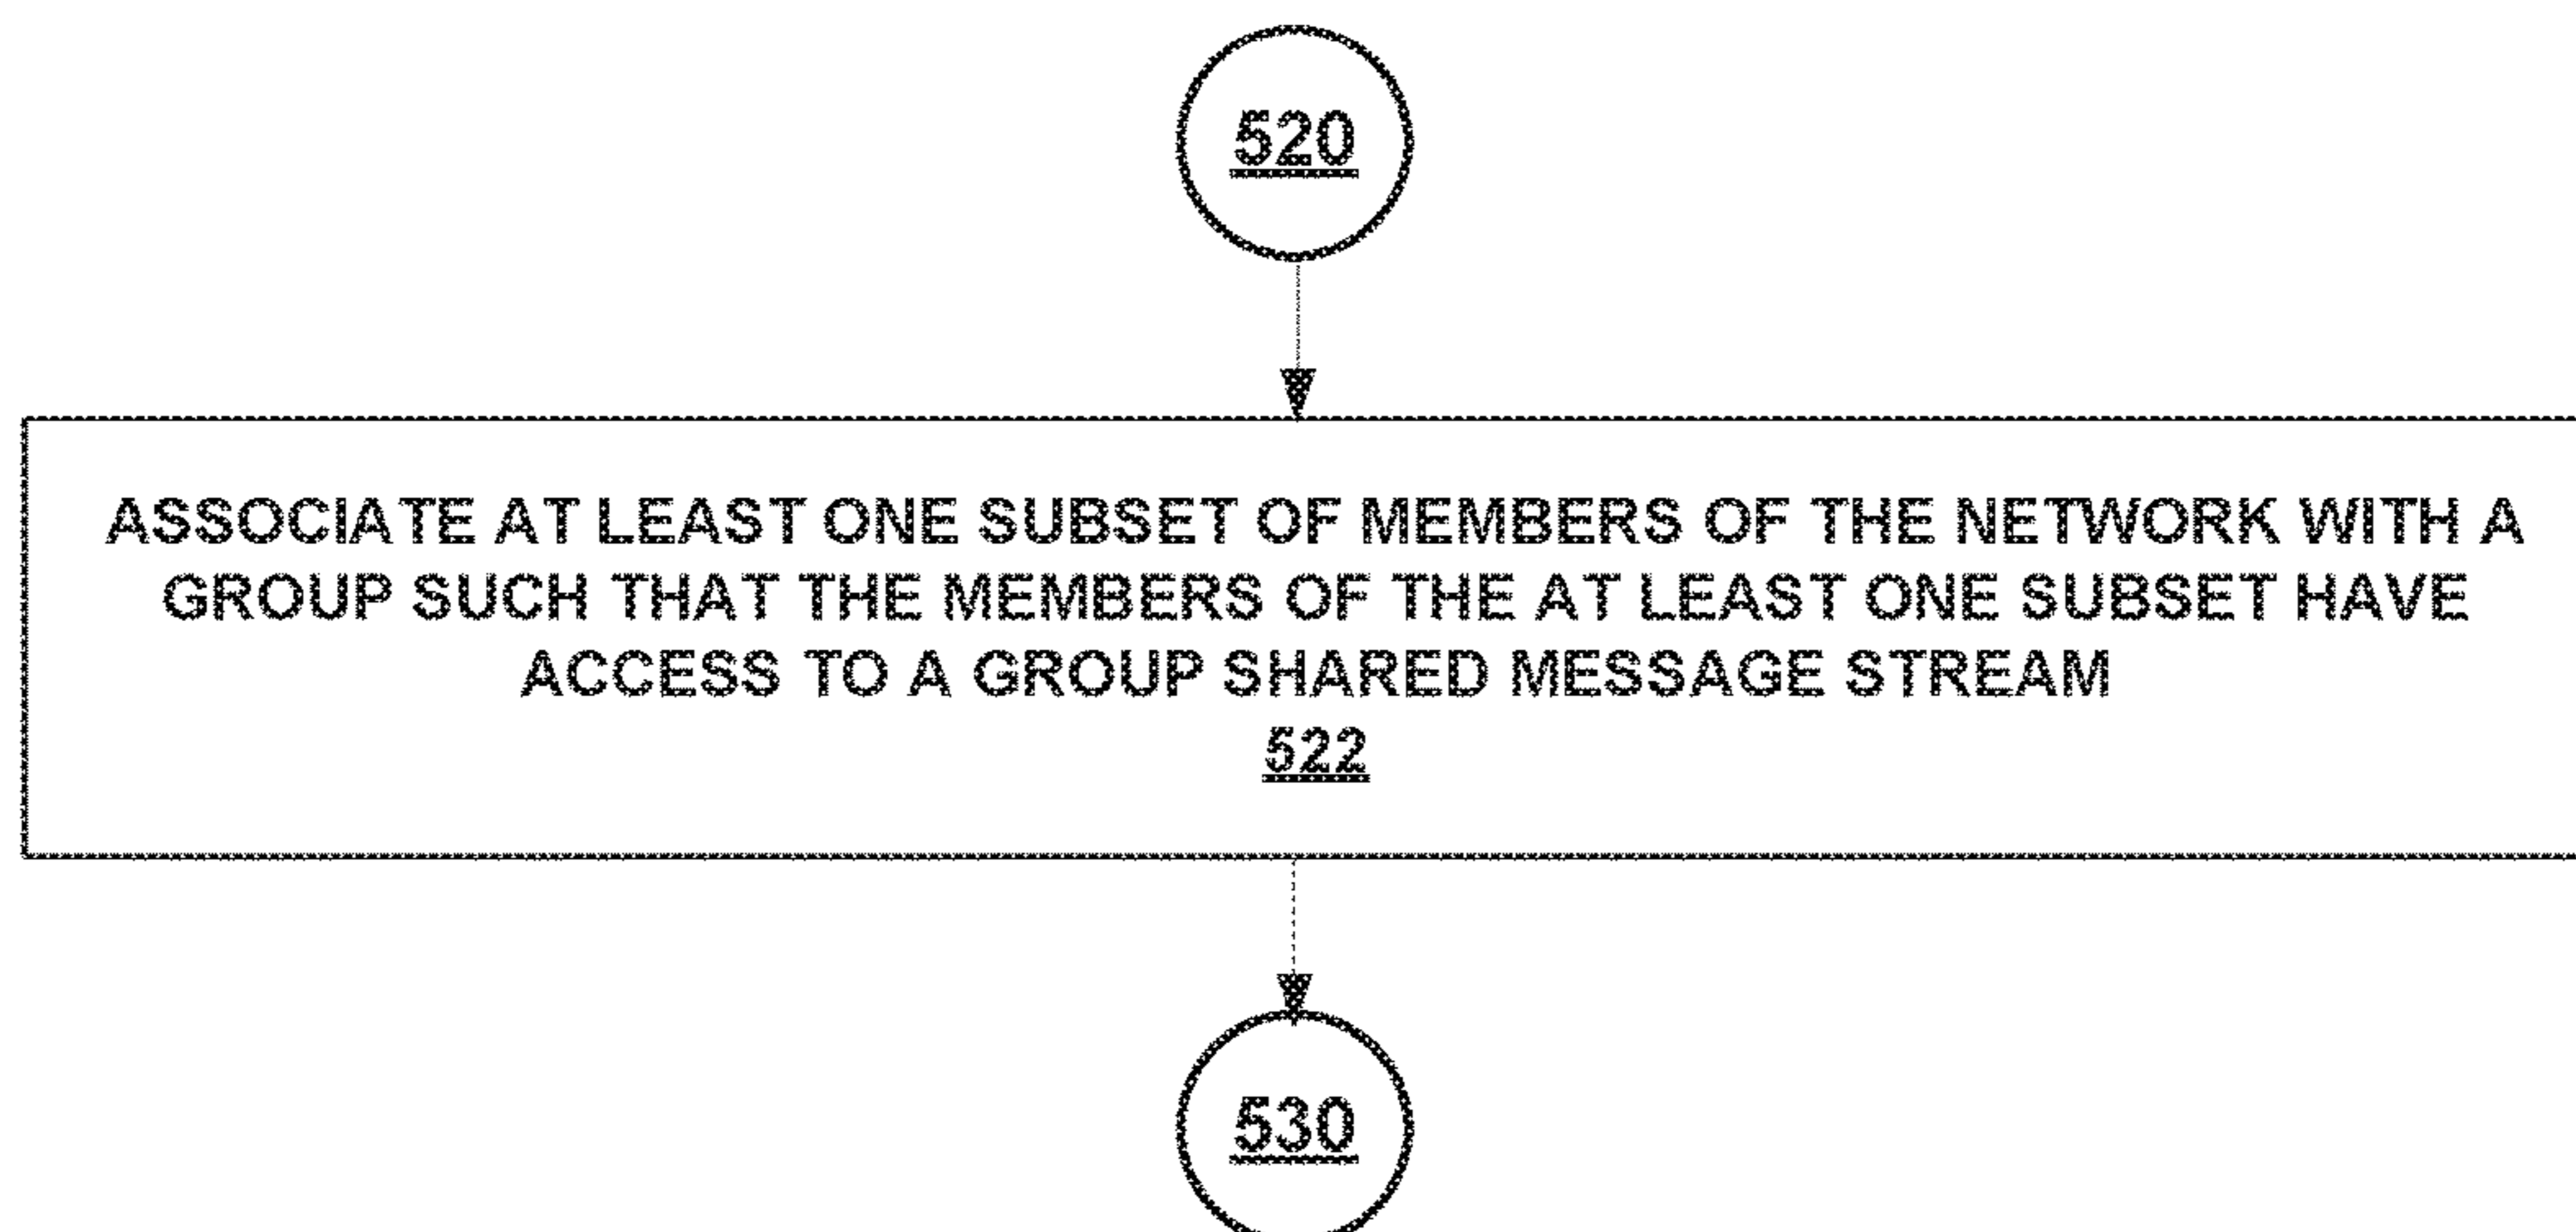 520
ASSOCIATE AT LEAST ONE SUBSET OF MEMBERS OF THE NETWORK WITH A
GROUP SUCH THAT THE MEMBERS OF THE AT LEAST ONE SUBSET HAVE
ACCESS TO A GROUP SHARED MESSAGE STREAM
522
530